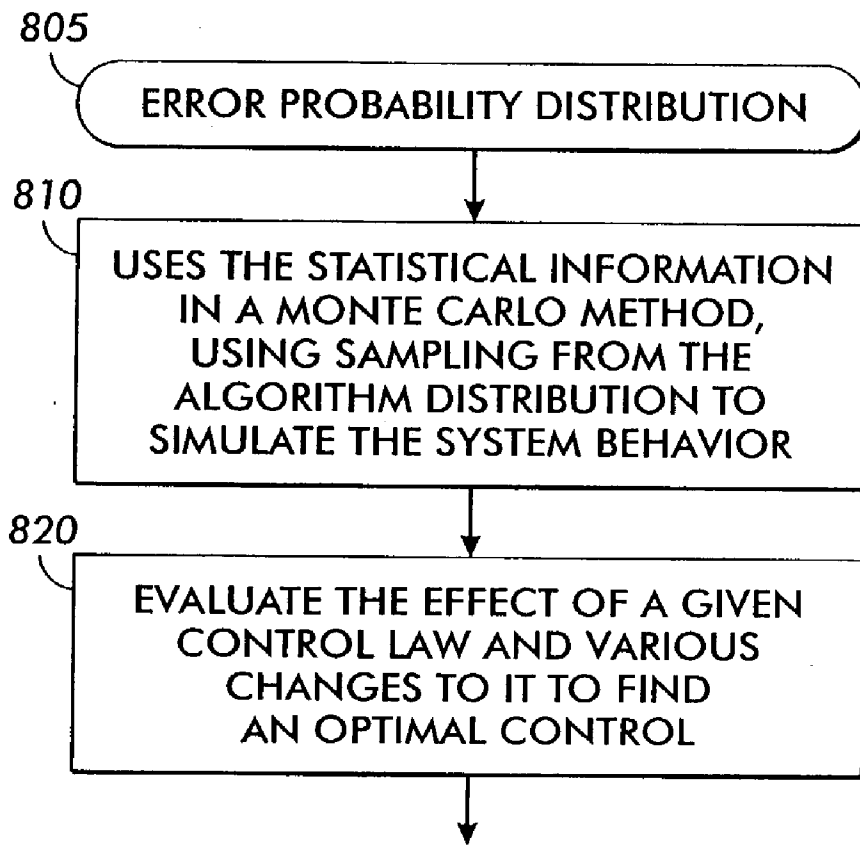 805
ERROR PROBABILITY DISTRIBUTION
810
USES THE STATISTICAL INFORMATION
IN A MONTE CARLO METHOD,
USING SAMPLING FROM THE
ALGORITHM DISTRIBUTION TO
SIMULATE THE SYSTEM BEHAVIOR
820
EVALUATE THE EFFECT OF A GIVEN
CONTROL LAW AND VARIOUS
CHANGES TO IT TO FIND
AN OPTIMAL CONTROL